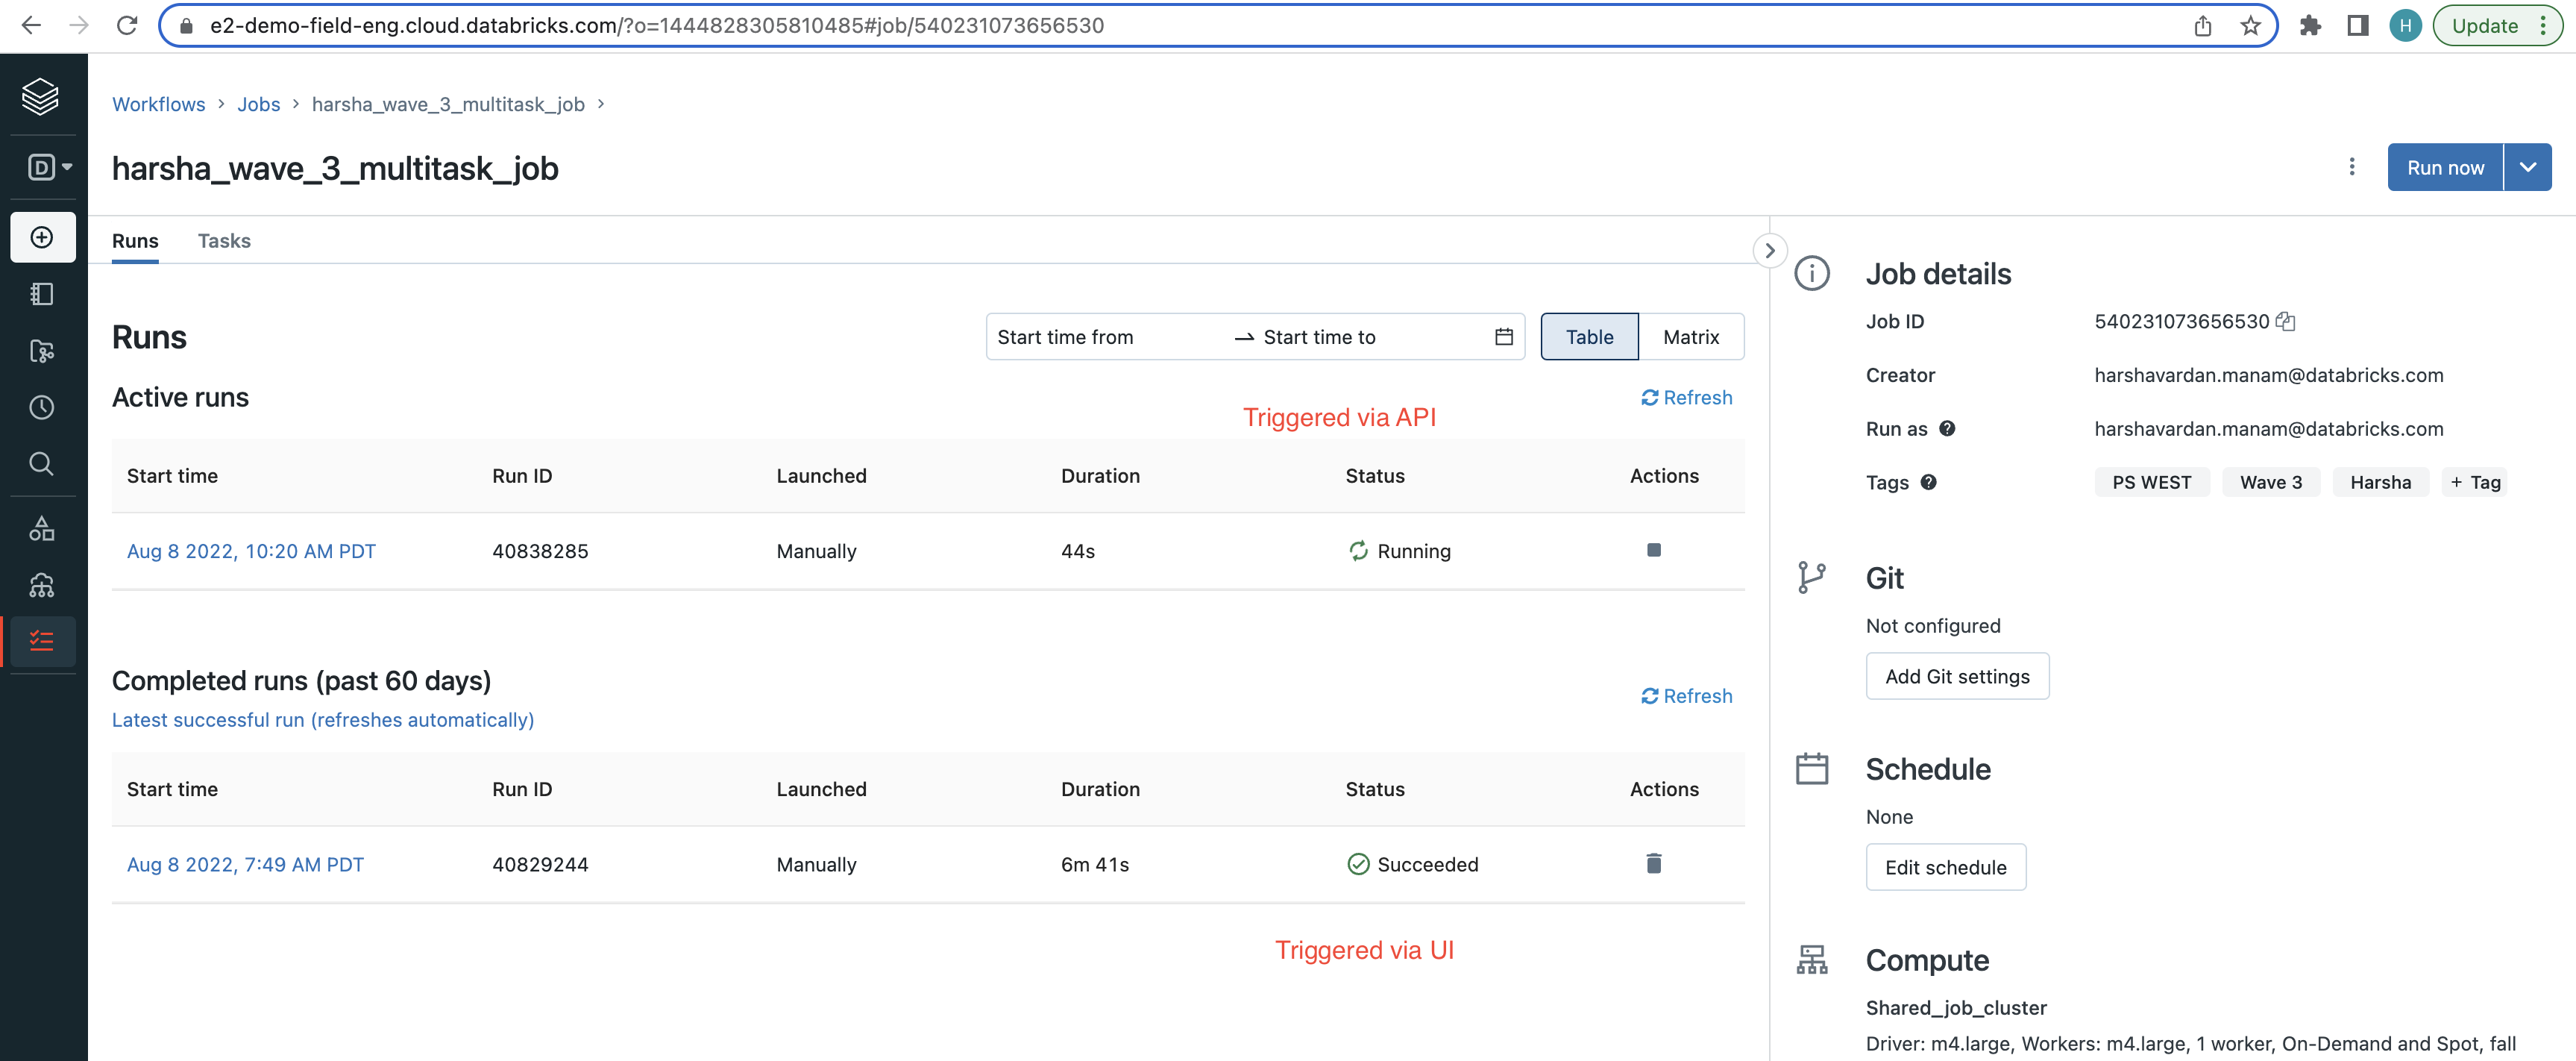 e2-demo-field-eng.cloud.databricks.com/?o=1444828305810485#job/540231073656530
H
Update
Workflows > Jobs > harsha_wave_3_multitask_job >
D
harsha_wave_3_multitask_job
Run now
Runs Tasks
Runs
Start time from → Start time to
Table Matrix
Active runs
Refresh
Triggered via API
Start time Run ID Launched Duration Status Actions
Aug 8 2022, 10:20 AM PDT 40838285 Manually 44s Running
Completed runs (past 60 days)
Refresh
Latest successful run (refreshes automatically)
Start time Run ID Launched Duration Status Actions
Aug 8 2022, 7:49 AM PDT 40829244 Manually 6m 41s Succeeded
Triggered via UI
Job details
Job ID 540231073656530
Creator harshavardan.manam@databricks.com
Run as harshavardan.manam@databricks.com
Tags PS WEST Wave 3 Harsha + Tag
Git
Not configured
Add Git settings
Schedule
None
Edit schedule
Compute
Shared_job_cluster
Driver: m4.large, Workers: m4.large, 1 worker, On-Demand and Spot, fall